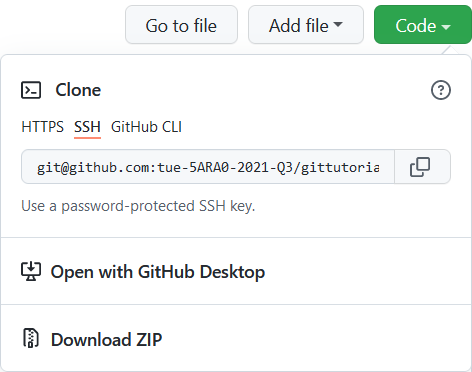 Go to file Add file Code
Clone
HTTPS SSH GitHub CLI
git@github.com:tue-5ARA0-2021-Q3/gittutoria
Use a password-protected SSH key.
Open with GitHub Desktop
Download ZIP